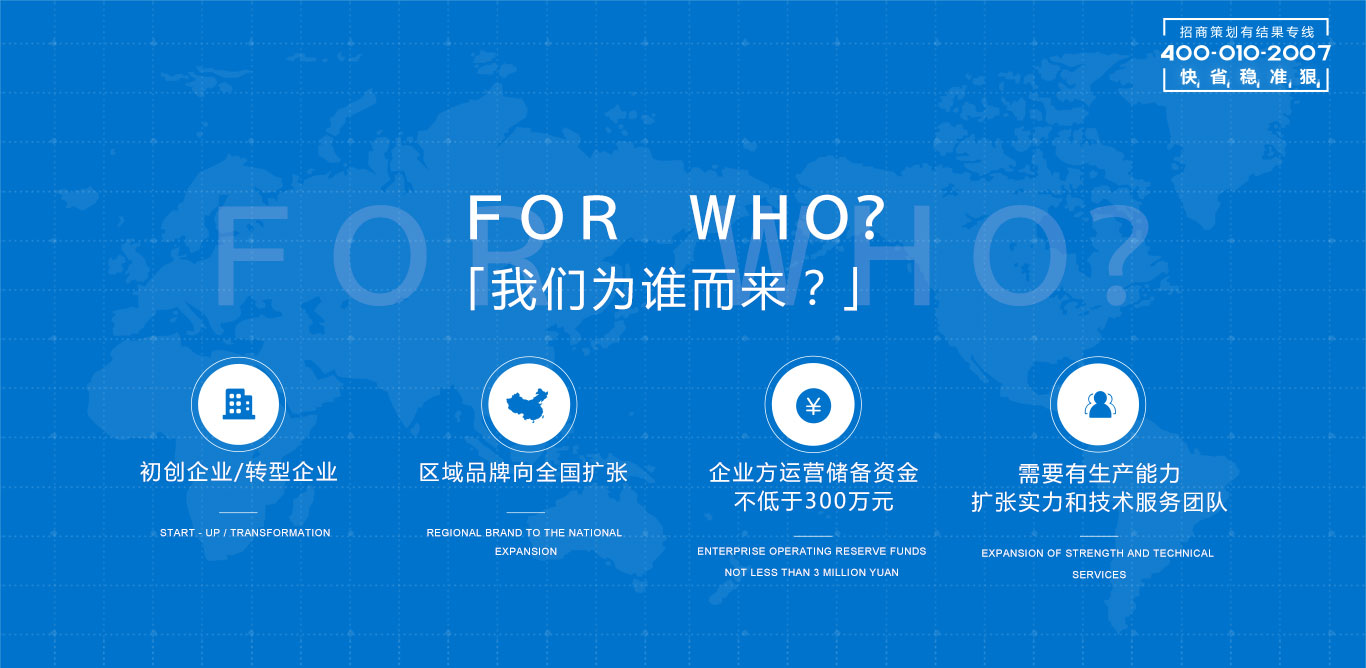 招商策划有结果专线
400-010-2007
快、省、稳、准、狠
FOR WHO?
FOR WHO?
「我们为谁而来？」
初创企业/转型企业
START - UP / TRANSFORMATION
区域品牌向全国扩张
REGIONAL BRAND TO THE NATIONAL
EXPANSION
企业方运营储备资金
不低于300万元
ENTERPRISE OPERATING RESERVE FUNDS
NOT LESS THAN 3 MILLION YUAN
需要有生产能力
扩张实力和技术服务团队
EXPANSION OF STRENGTH AND TECHNICAL
SERVICES